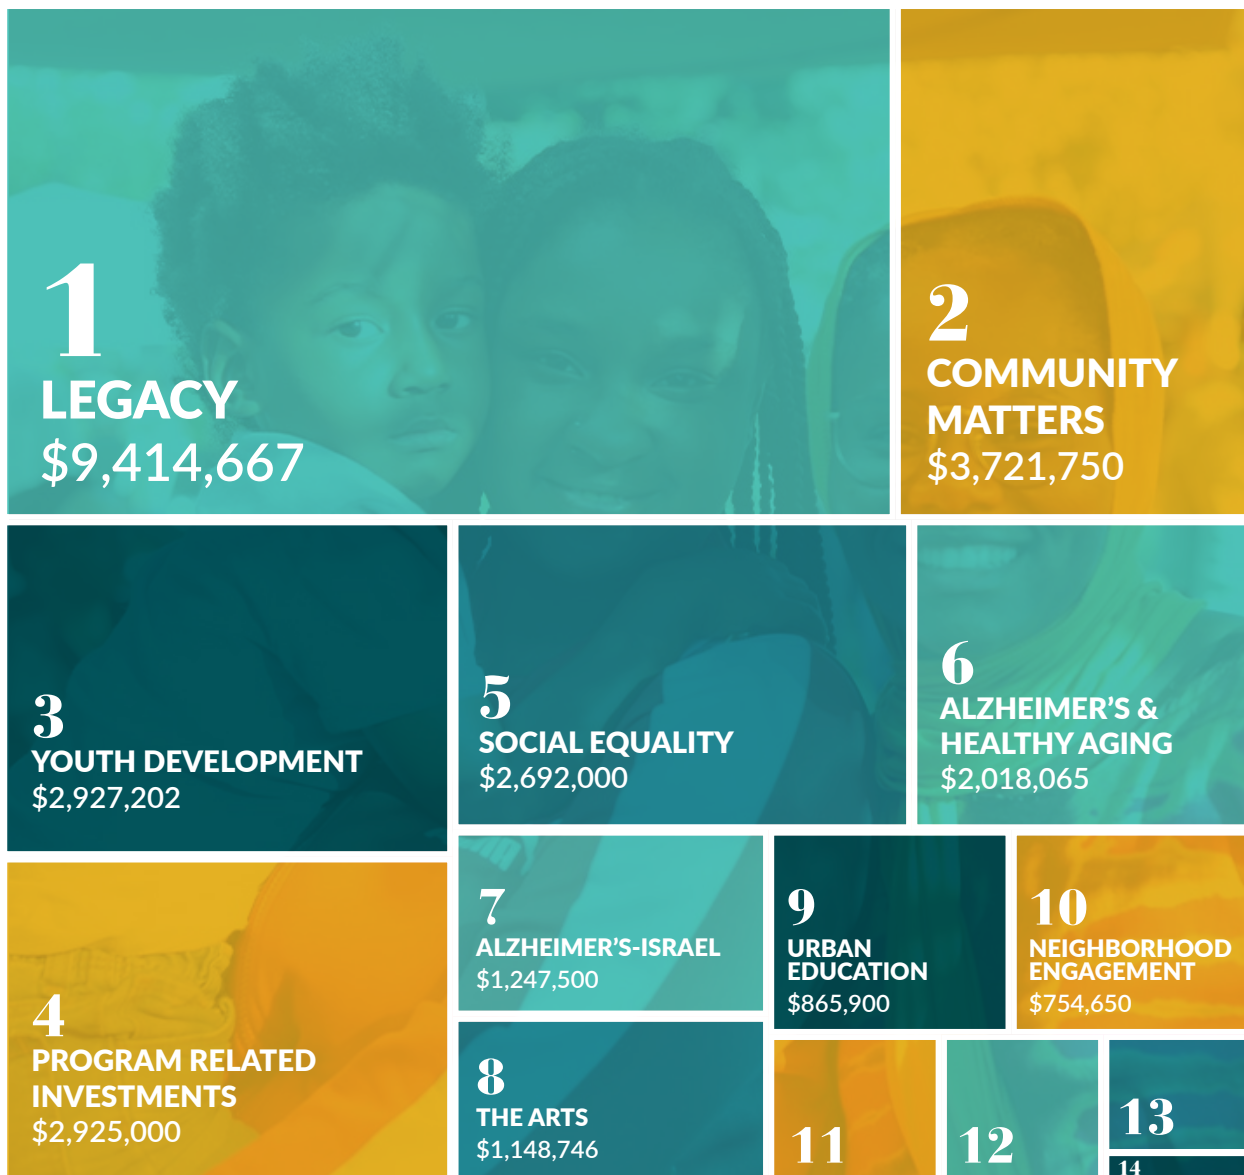 1
LEGACY
$9,414,667
2
COMMUNITY
MATTERS
$3,721,750
3
YOUTH DEVELOPMENT
$2,927,202
4
PROGRAM RELATED
INVESTMENTS
$2,925,000
5
SOCIAL EQUALITY
$2,692,000
6
ALZHEIMER'S &
HEALTHY AGING
$2,018,065
7
ALZHEIMER'S-ISRAEL
$1,247,500
8
THE ARTS
$1,148,746
9
URBAN
EDUCATION
$865,900
10
NEIGHBORHOOD
ENGAGEMENT
$754,650
11
12
13
14